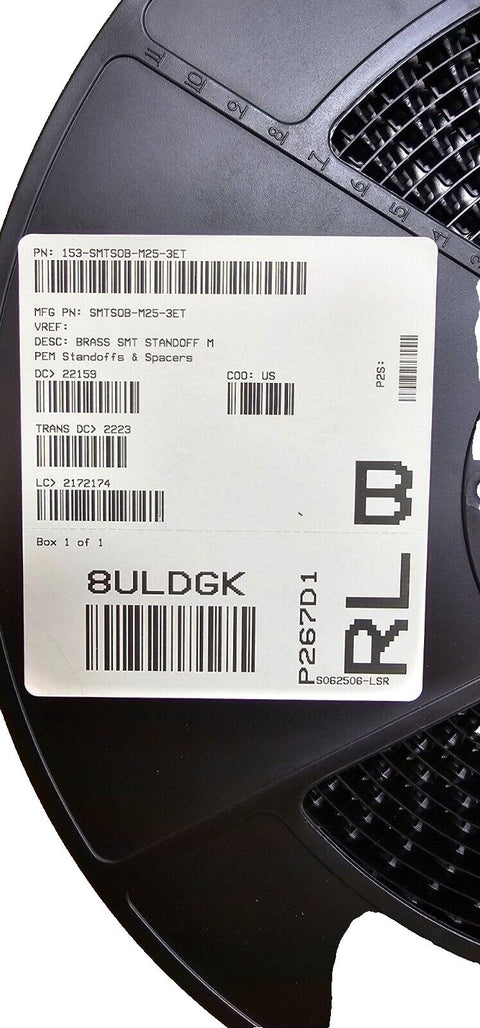 11
10
9
8
7
6
5
4
3
PN: 153-SMTSOB-M25-3ET
MFG PN: SMTSOB-M25-3ET
VREF:
DESC: BRASS SMT STANDOFF M
PEM Standoffs & Spacers
DC> 22159
COO: US
P2S:
TRANS DC> 2223
LC> 2172174
Box 1 of 1
8ULDGK
P267D1
RL B
S062506-LSR